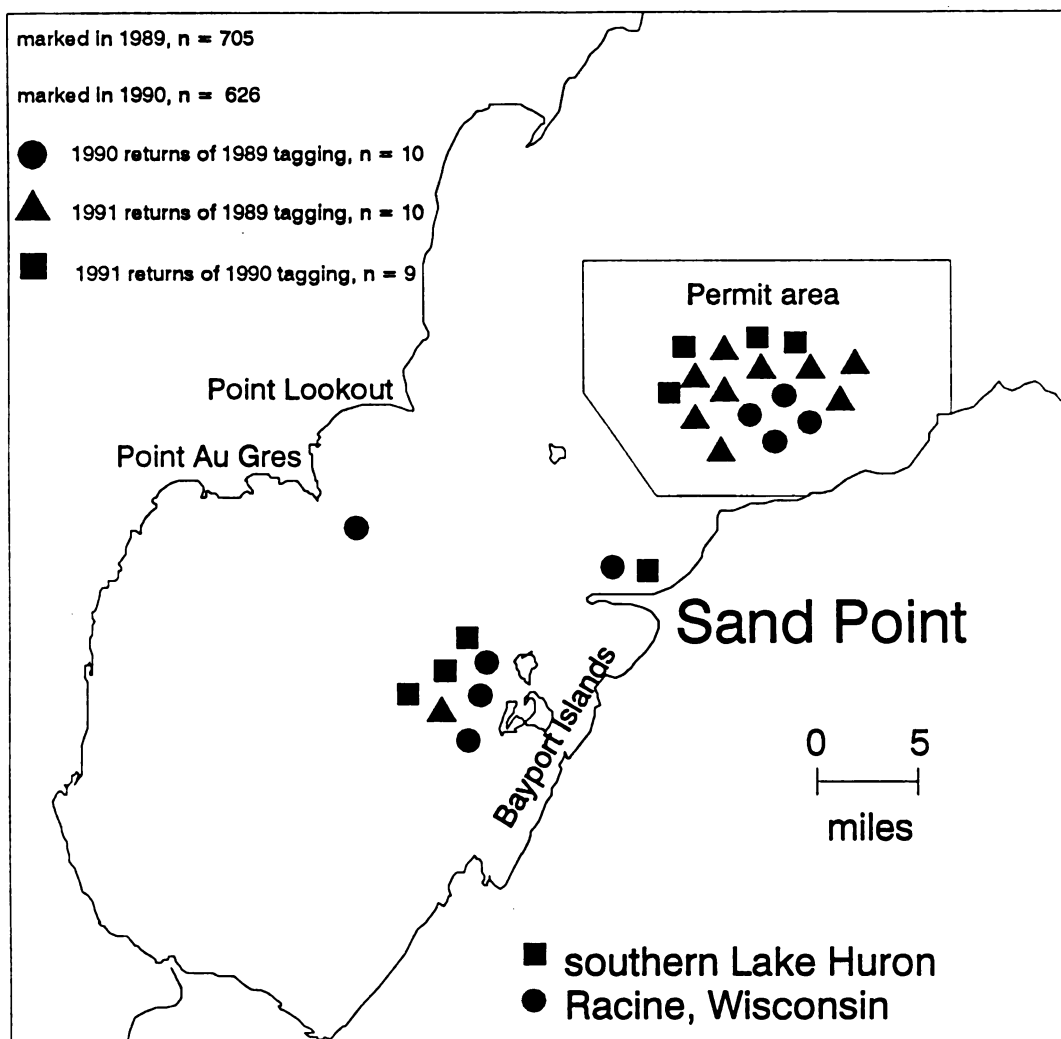 marked in 1989, n = 705
marked in 1990, n = 626
1990 returns of 1989 tagging, n = 10
1991 returns of 1989 tagging, n = 10
1991 returns of 1990 tagging, n = 9
Permit area
Point Lookout
Point Au Gres
Sand Point
Bayport Islands
0 5
miles
southern Lake Huron
Racine, Wisconsin